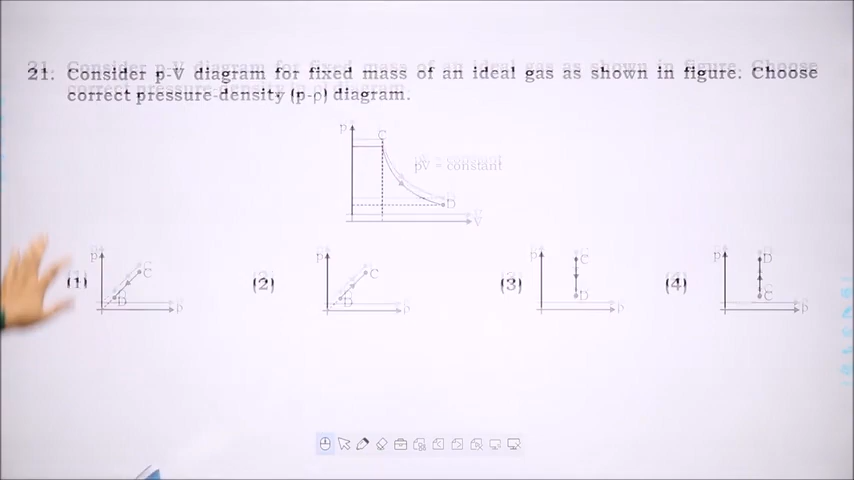 21. Consider p-V diagram for fixed mass of an ideal gas as shown in figure. Choose
correct pressure-density (p-ρ) diagram.
p
C
pV = constant
D
V
(1)
p
C
D
ρ
(2)
p
C
D
ρ
(3)
p
C
D
ρ
(4)
p
D
C
ρ